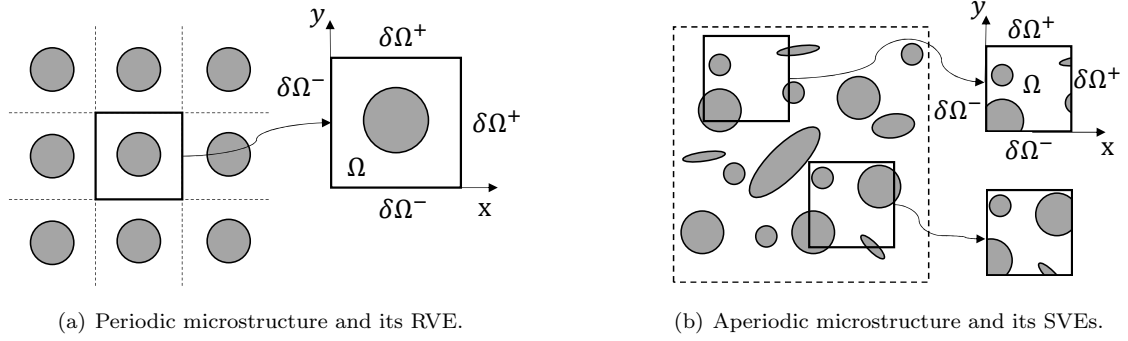 y
δΩ⁺
δΩ⁻
δΩ⁺
Ω
x
δΩ⁻
(a) Periodic microstructure and its RVE.
y
δΩ⁺
Ω
δΩ⁺
δΩ⁻
x
δΩ⁻
(b) Aperiodic microstructure and its SVEs.